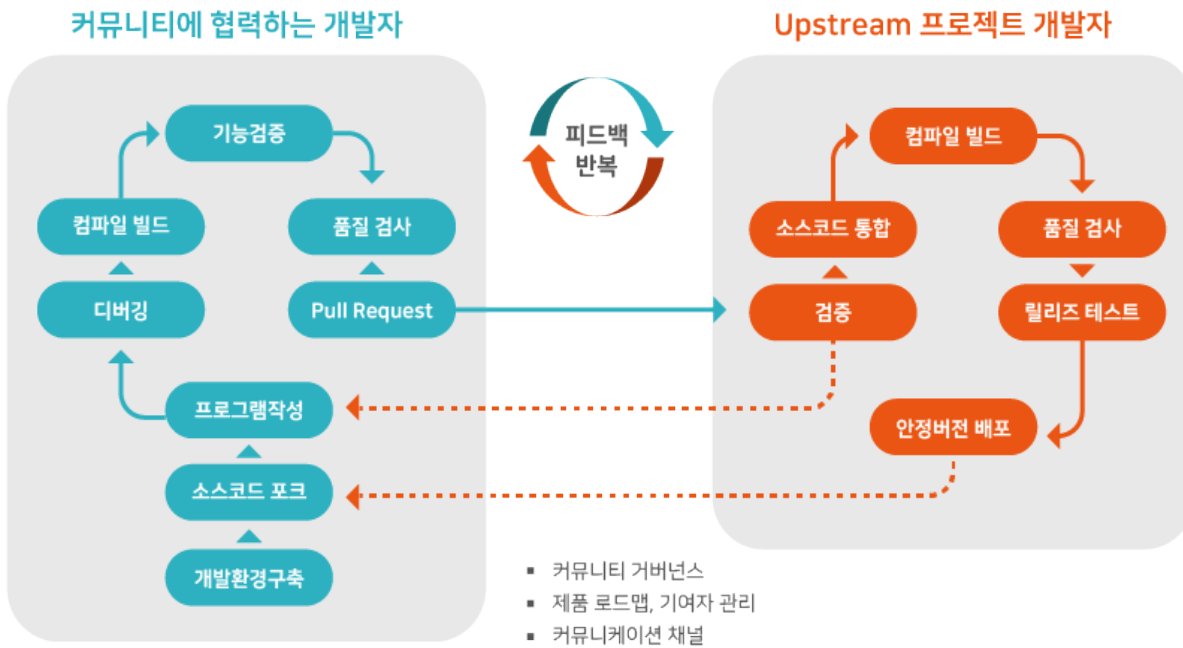 커뮤니티에 협력하는 개발자
Upstream 프로젝트 개발자
기능검증
컴파일 빌드
품질 검사
디버깅
Pull Request
프로그램작성
소스코드 포크
개발환경구축
피드백
반복
컴파일 빌드
소스코드 통합
품질 검사
검증
릴리즈 테스트
안정버전 배포
▪ 커뮤니티 거버넌스
▪ 제품 로드맵, 기여자 관리
▪ 커뮤니케이션 채널